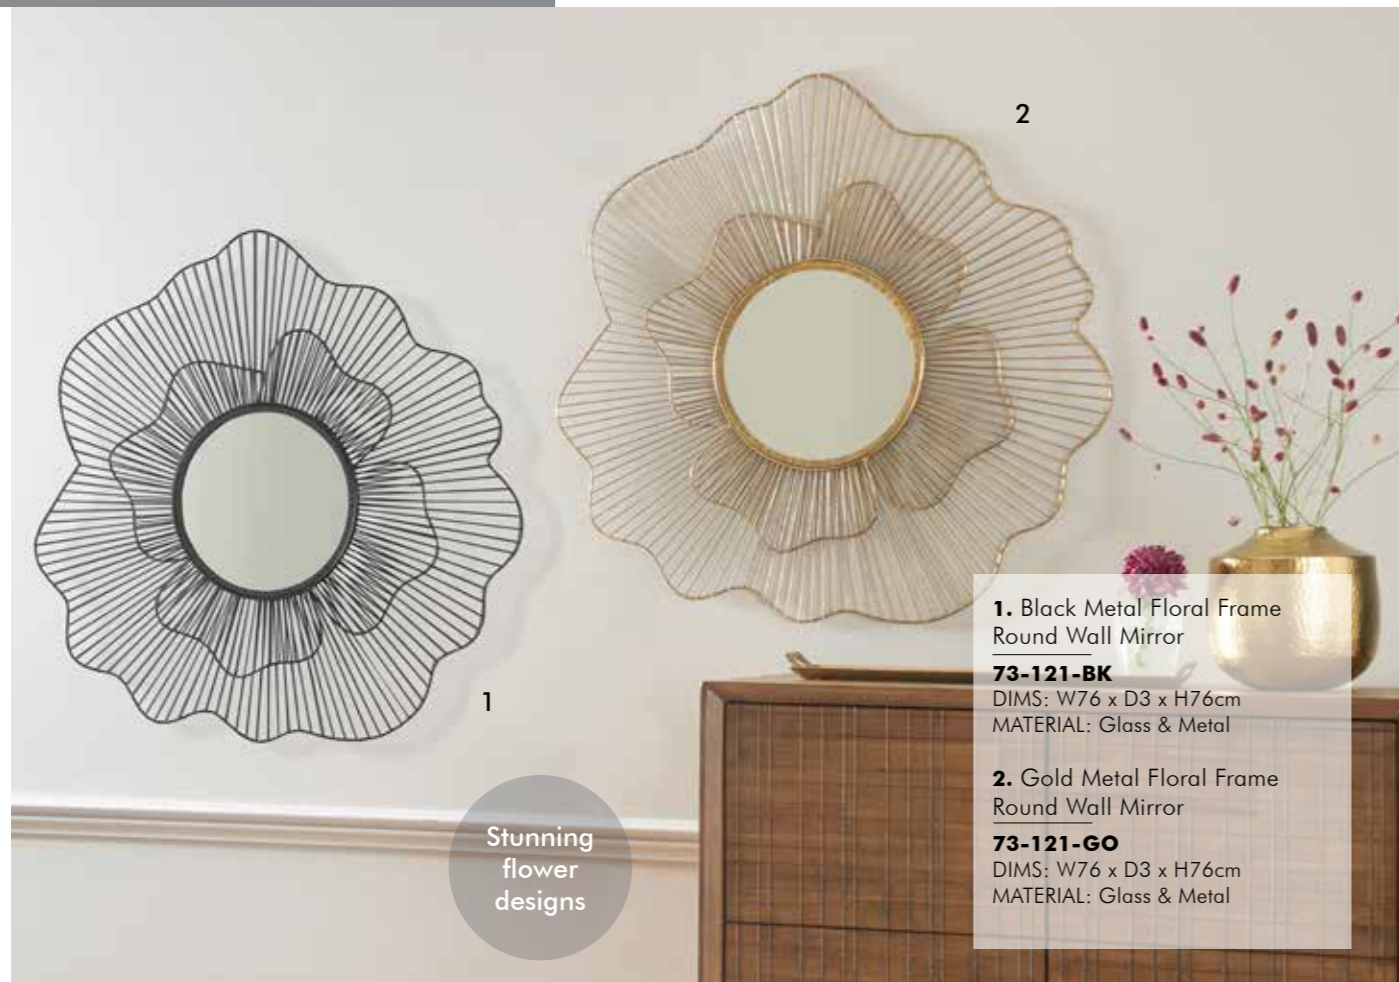 2
1
Stunning
flower
designs
1. Black Metal Floral Frame
Round Wall Mirror
73-121-BK
DIMS: W76 x D3 x H76cm
MATERIAL: Glass & Metal
2. Gold Metal Floral Frame
Round Wall Mirror
73-121-GO
DIMS: W76 x D3 x H76cm
MATERIAL: Glass & Metal